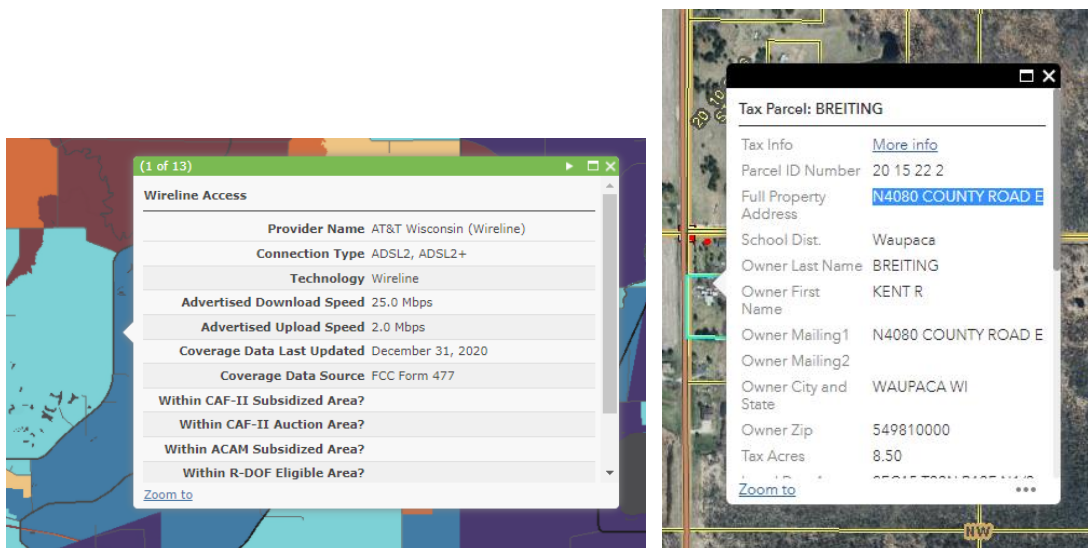 (1 of 13)
Wireline Access
Provider Name AT&T Wisconsin (Wireline)
Connection Type ADSL2, ADSL2+
Technology Wireline
Advertised Download Speed 25.0 Mbps
Advertised Upload Speed 2.0 Mbps
Coverage Data Last Updated December 31, 2020
Coverage Data Source FCC Form 477
Within CAF-II Subsidized Area?
Within CAF-II Auction Area?
Within ACAM Subsidized Area?
Within R-DOF Eligible Area?
Zoom to
20 10
Tax Parcel: BREITING
Tax Info More info
Parcel ID Number 20 15 22 2
Full Property N4080 COUNTY ROAD E
Address
School Dist. Waupaca
Owner Last Name BREITING
Owner First KENT R
Name
Owner Mailing1 N4080 COUNTY ROAD E
Owner Mailing2
Owner City and WAUPACA WI
State
Owner Zip 549810000
Tax Acres 8.50
Zoom to
NW